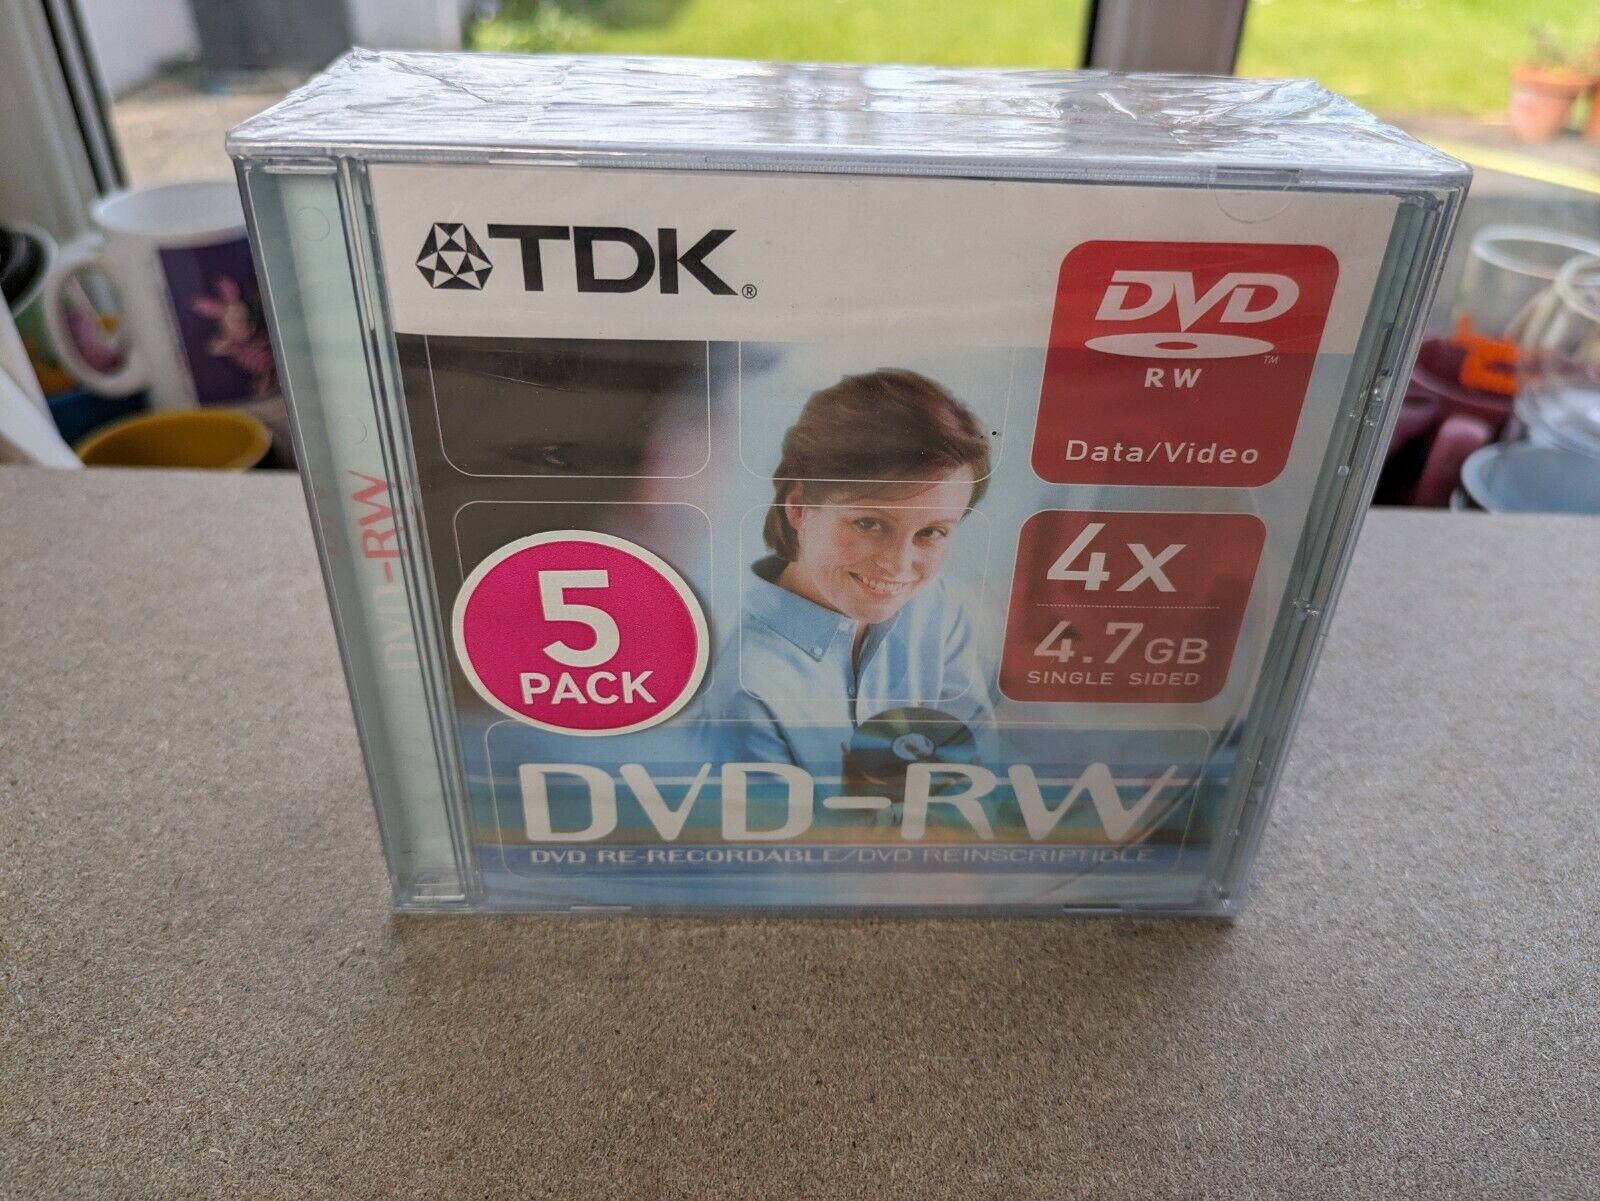 TDK®
DVD™
RW
Data/Video
4x
4.7GB
SINGLE SIDED
5
PACK
DVD-RW
DVD RE-RECORDABLE/DVD REINSCRIPTIBLE
DVD-RW